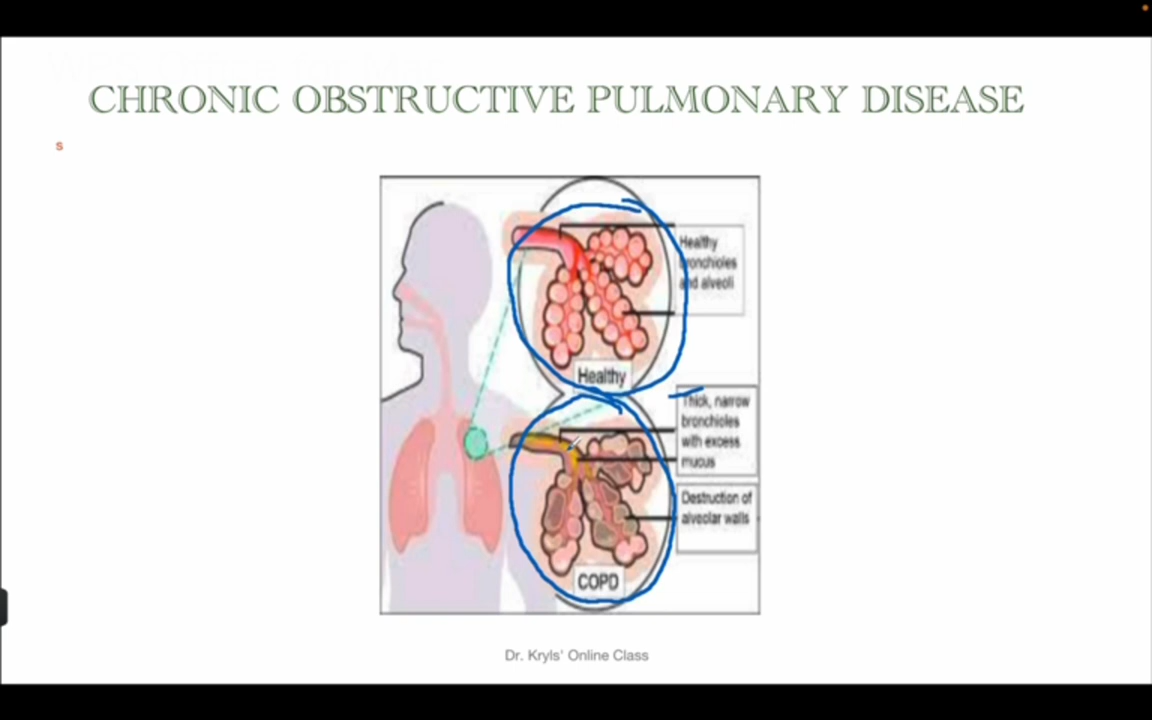 CHRONIC OBSTRUCTIVE PULMONARY DISEASE
s
Healthy
bronchioles
and alveoli
Healthy
Thick, narrow
bronchioles
with excess
mucus
Destruction of
alveolar walls
COPD
Dr. Kryls' Online Class